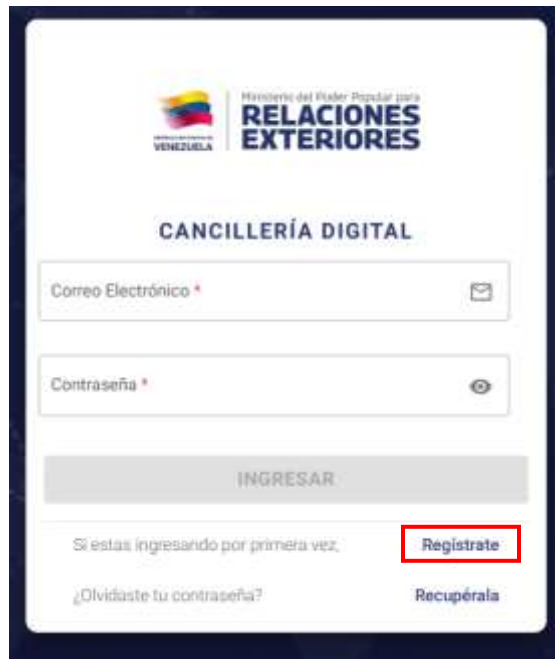 Ministerio del Poder Popular para
RELACIONES
EXTERIORES
VENEZUELA
CANCILLERÍA DIGITAL
Correo Electrónico *
Contraseña *
INGRESAR
Si estas ingresando por primera vez, Regístrate
¿Olvidaste tu contraseña? Recupérala